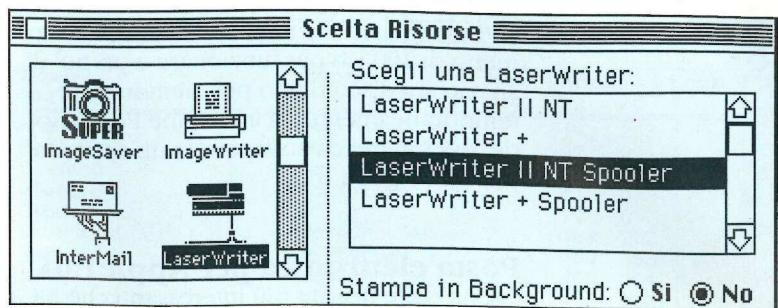 Scelta Risorse
SUPER
ImageSaver
ImageWriter
InterMail
LaserWriter
Scegli una LaserWriter:
LaserWriter II NT
LaserWriter +
LaserWriter II NT Spooler
LaserWriter + Spooler
Stampa in Background: Si No